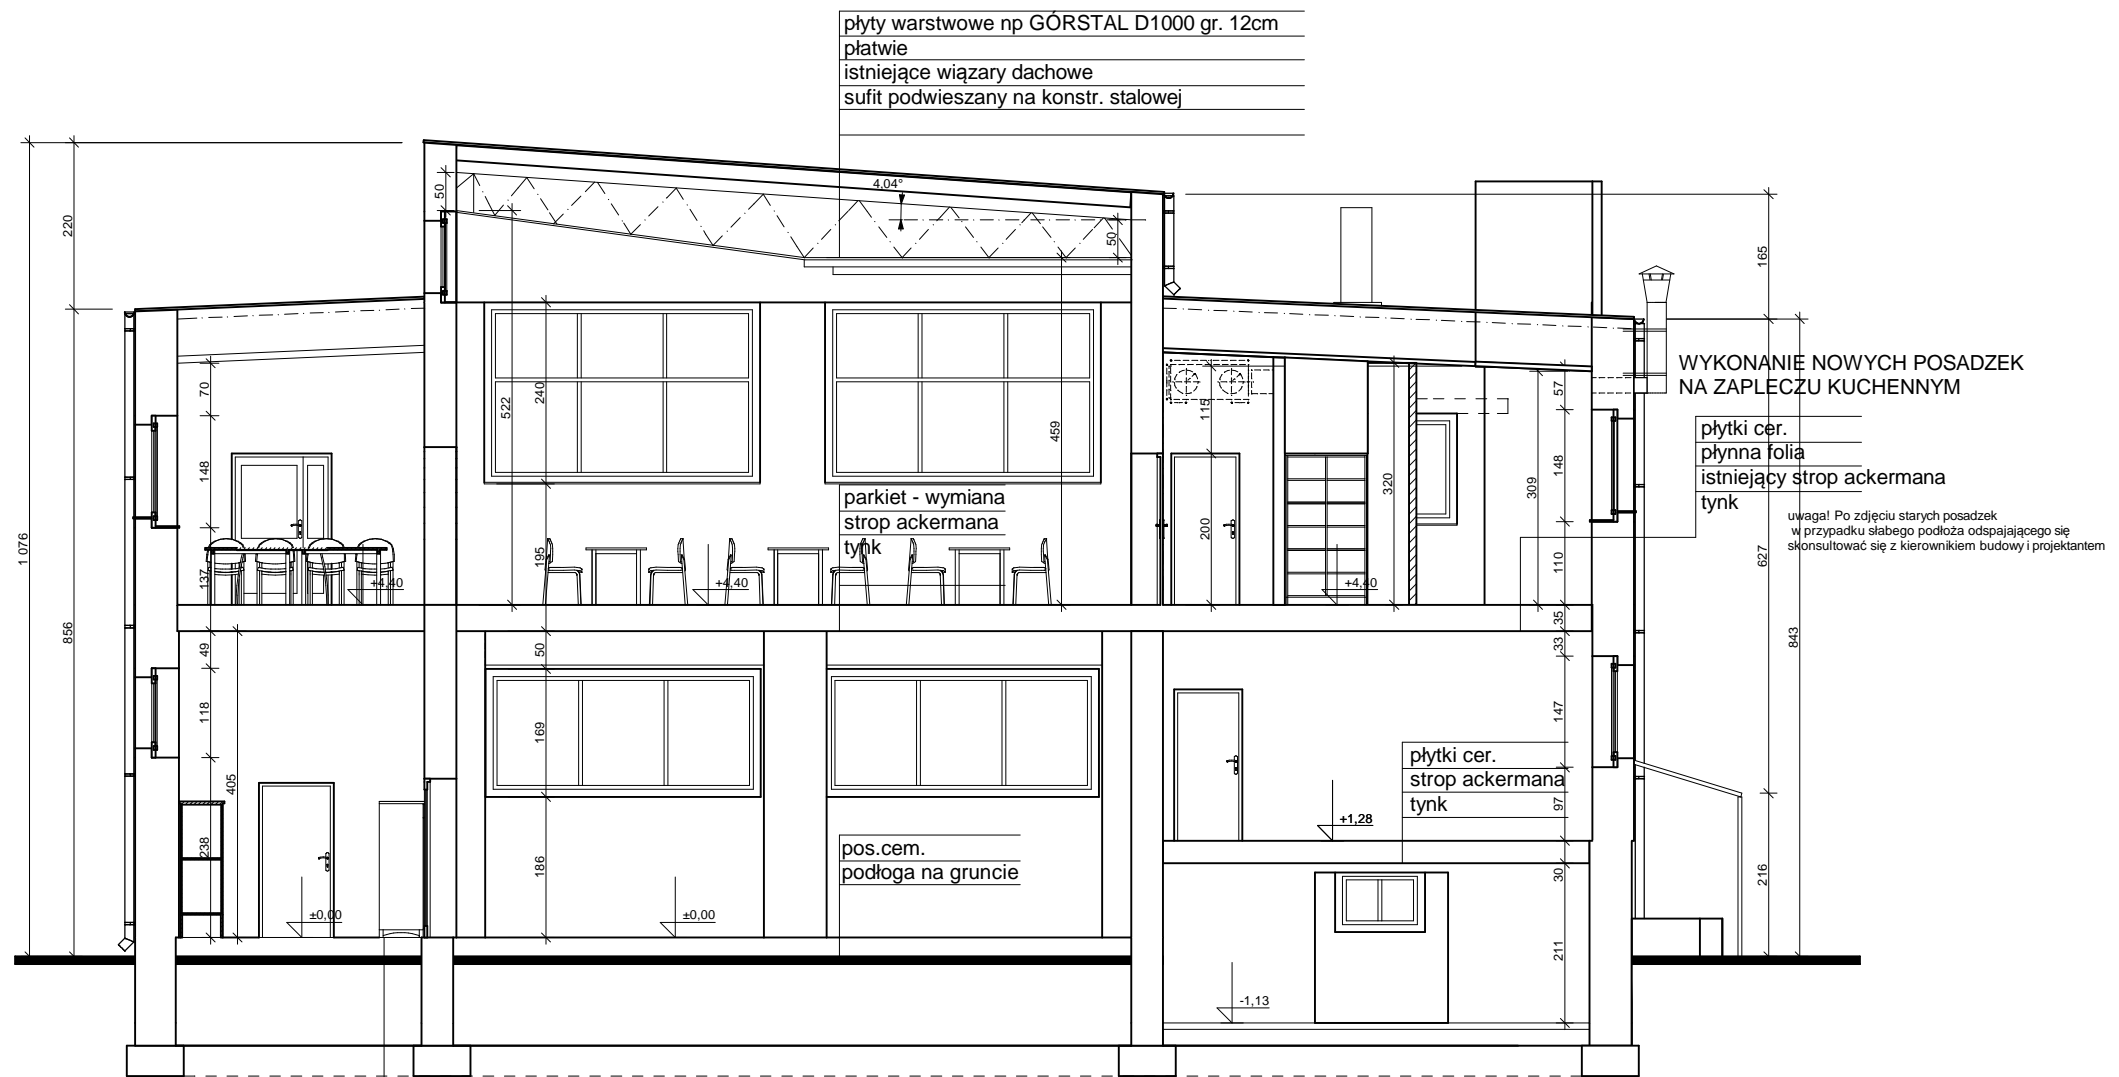 płyty warstwowe np GÓRSTAL D1000 gr. 12cm
płatwie
istniejące wiązary dachowe
sufit podwieszany na konstr. stalowej
4,04°
50
50
220
856
1 076
165
627
216
843
WYKONANIE NOWYCH POSADZEK
NA ZAPLECZU KUCHENNYM
płytki cer.
płynna folia
istniejący strop ackermana
tynk
uwaga! Po zdjęciu starych posadzek
w przypadku słabego podłoża odspajającego się
skonsultować się z kierownikiem budowy i projektantem
70
148
137
522
240
195
459
115
200
320
309
57
148
110
35
33
parkiet - wymiana
strop ackermana
tynk
+4,40
+4,40
+4,40
49
118
238
405
50
169
186
147
97
30
211
płytki cer.
strop ackermana
tynk
+1,28
pos.cem.
podłoga na gruncie
±0,00
±0,00
-1,13